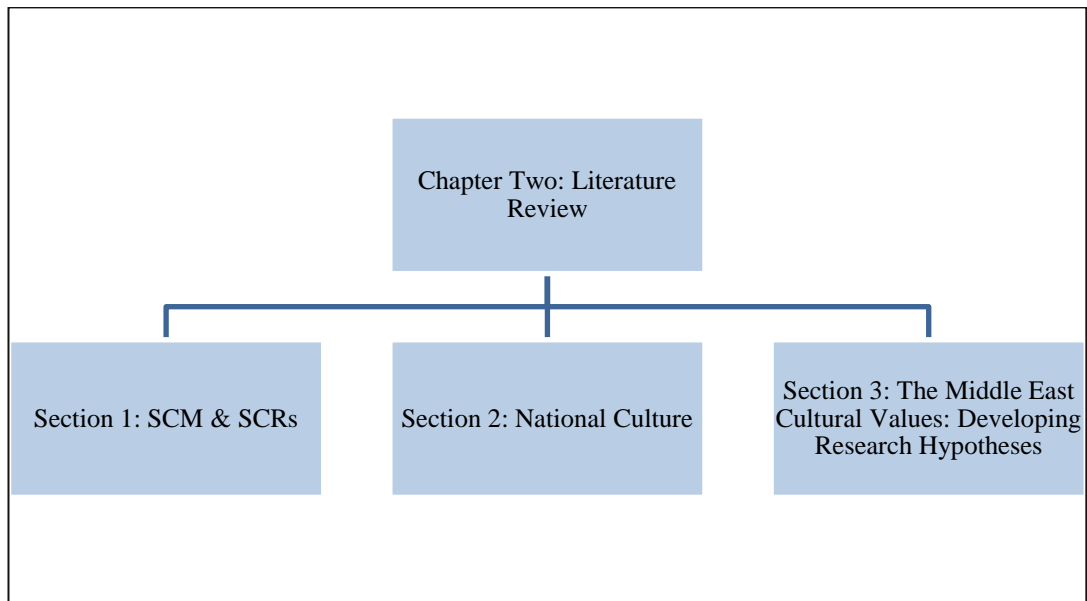 Chapter Two: Literature
Review
Section 1: SCM & SCRs
Section 2: National Culture
Section 3: The Middle East
Cultural Values: Developing
Research Hypotheses